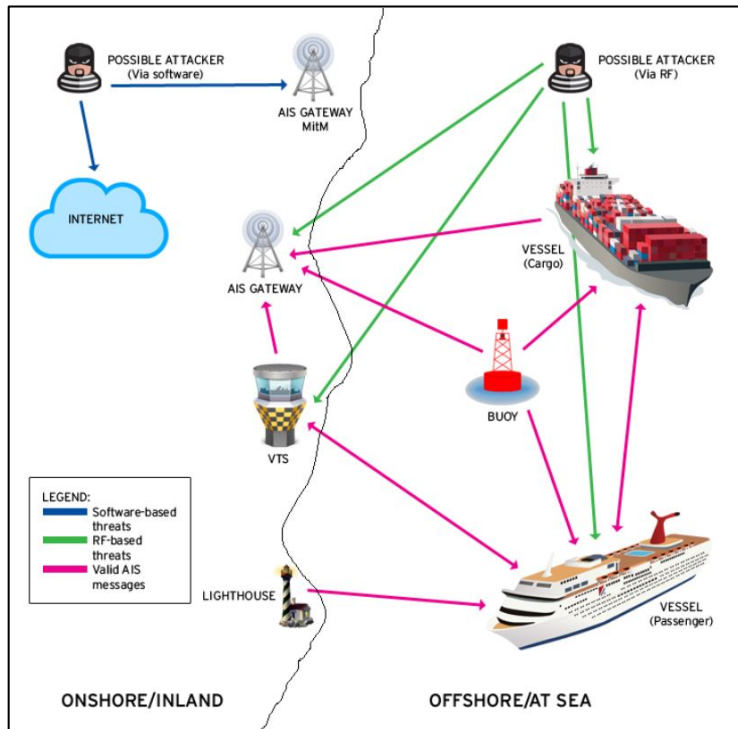 POSSIBLE ATTACKER
(Via software)
AIS GATEWAY
MitM
POSSIBLE ATTACKER
(Via RF)
INTERNET
AIS GATEWAY
VESSEL
(Cargo)
BUOY
VTS
LEGEND:
Software-based
threats
RF-based
threats
Valid AIS
messages
LIGHTHOUSE
VESSEL
(Passenger)
ONSHORE/INLAND
OFFSHORE/AT SEA